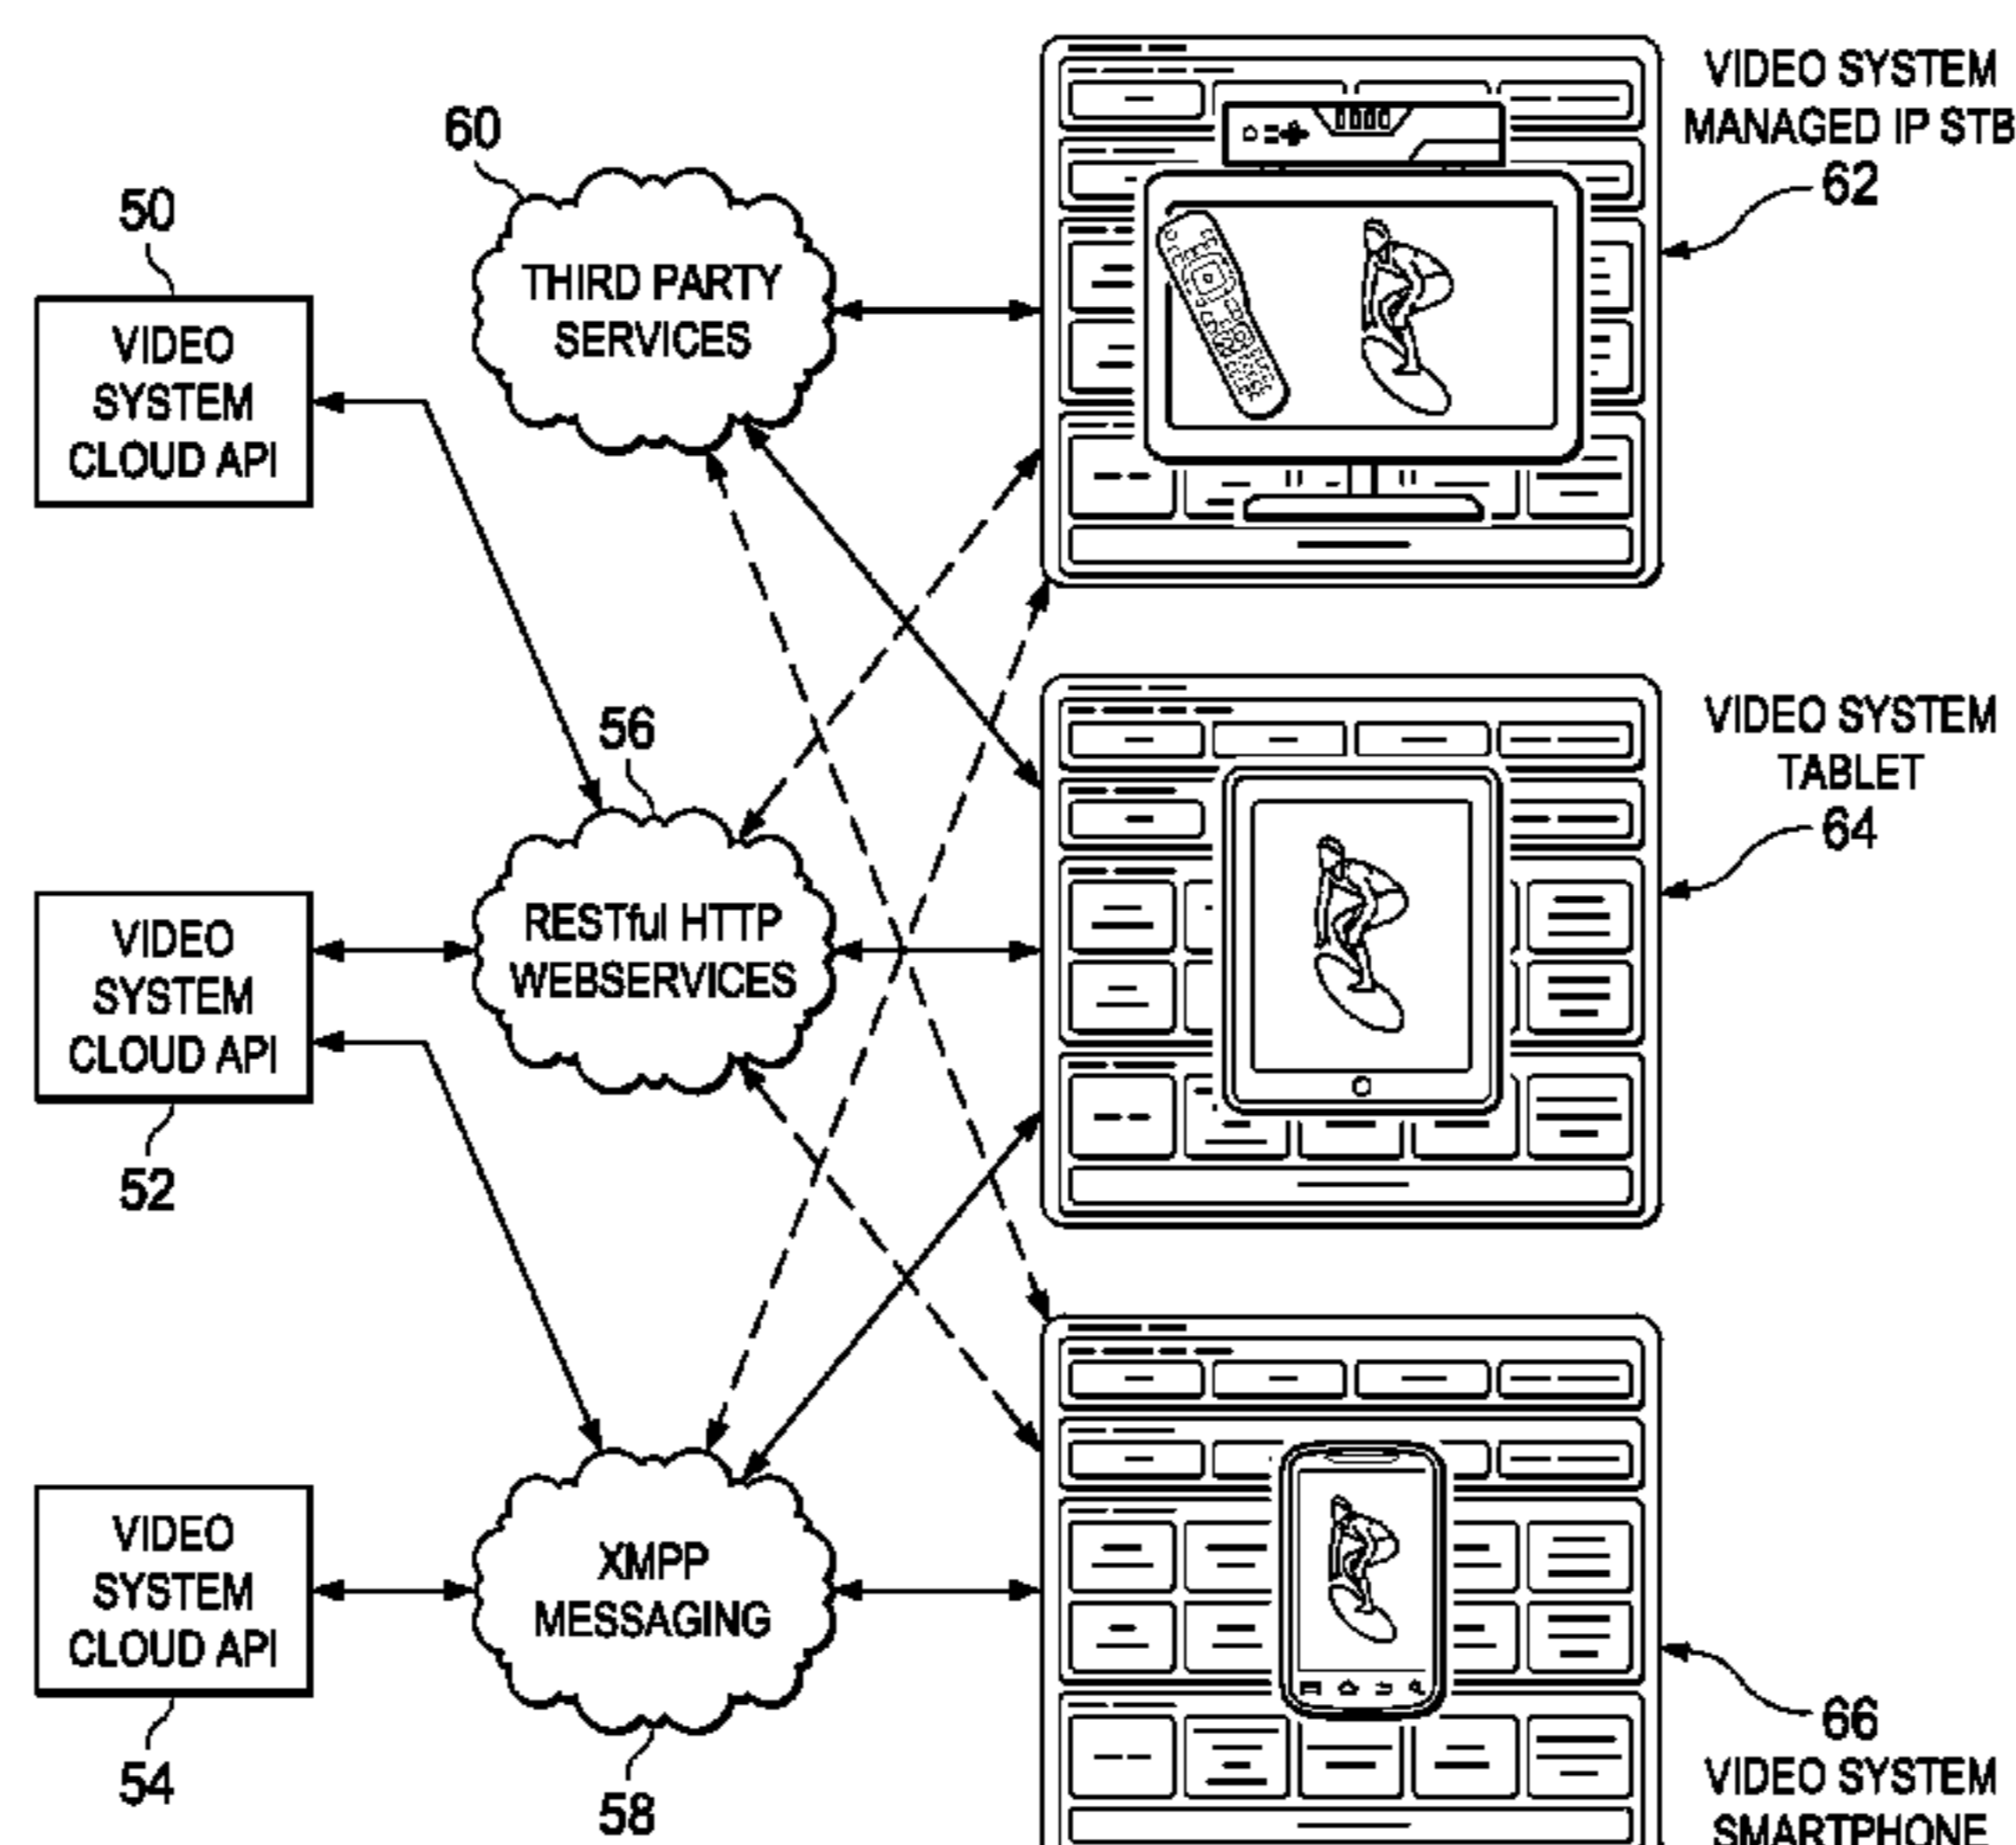 VIDEO SYSTEM
MANAGED IP STB
62
60
THIRD PARTY
SERVICES
50
VIDEO
SYSTEM
CLOUD API
56
RESTful HTTP
WEBSERVICES
VIDEO SYSTEM
TABLET
64
VIDEO
SYSTEM
CLOUD API
52
XMPP
MESSAGING
58
VIDEO
SYSTEM
CLOUD API
54
66
VIDEO SYSTEM
SMARTPHONE